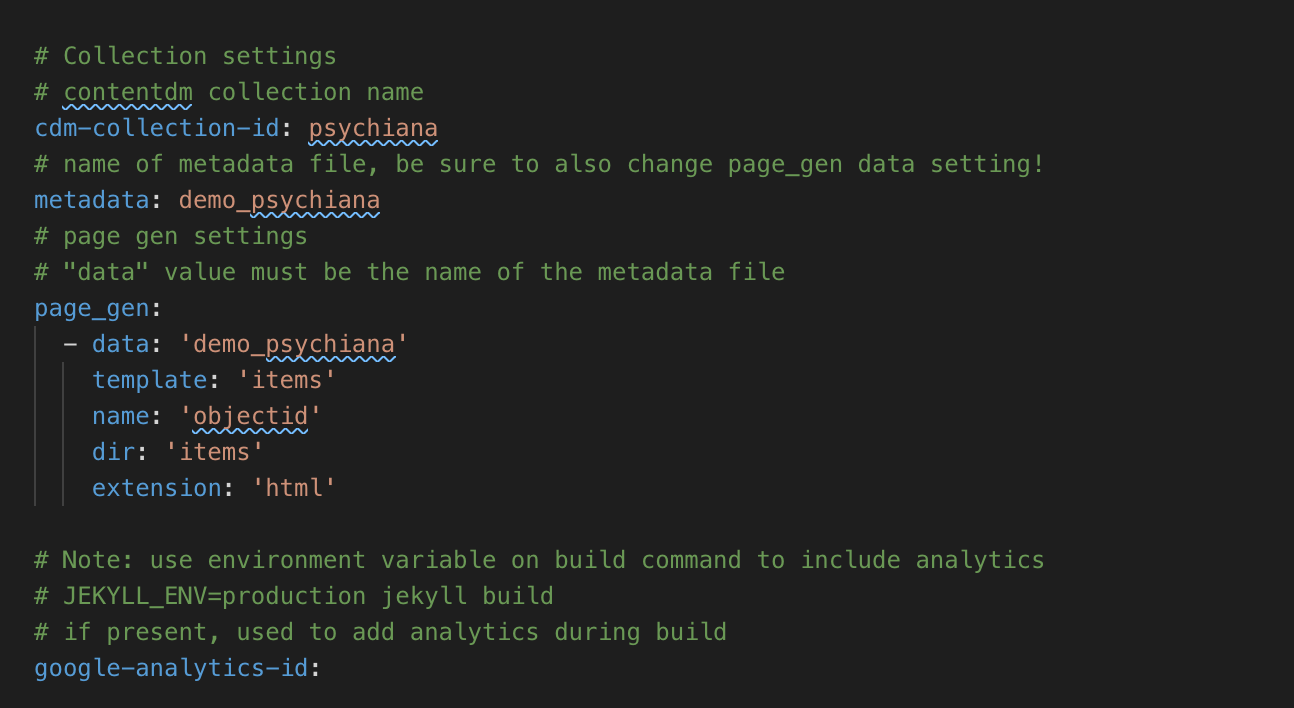 # Collection settings
# contentdm collection name
cdm-collection-id: psychiana
# name of metadata file, be sure to also change page_gen data setting!
metadata: demo_psychiana
# page gen settings
# "data" value must be the name of the metadata file
page_gen:
  - data: 'demo_psychiana'
    template: 'items'
    name: 'objectid'
    dir: 'items'
    extension: 'html'

# Note: use environment variable on build command to include analytics
# JEKYLL_ENV=production jekyll build
# if present, used to add analytics during build
google-analytics-id: